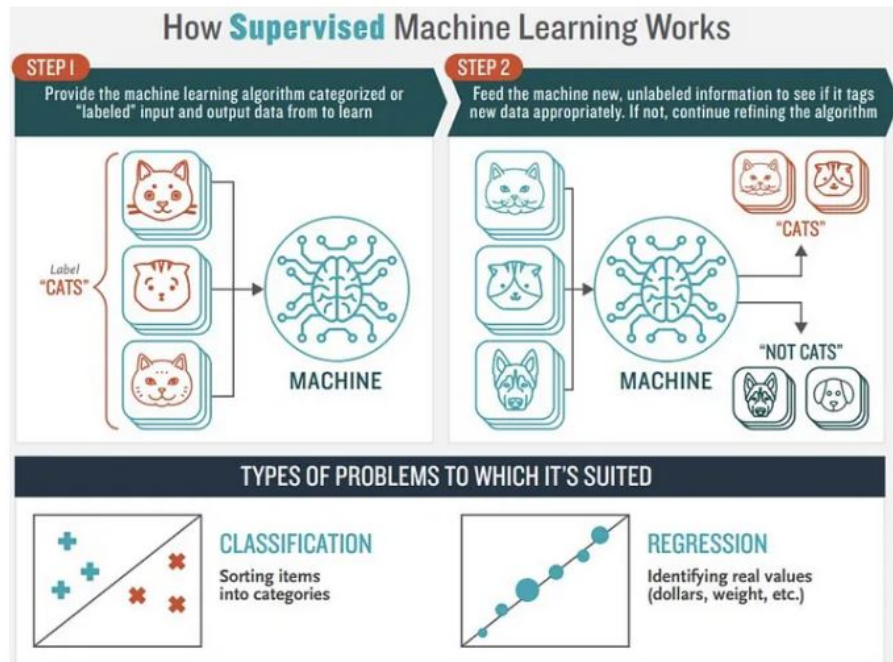 How Supervised Machine Learning Works
STEP 1
Provide the machine learning algorithm categorized or
"labeled" input and output data from to learn
Label
"CATS"
MACHINE
STEP 2
Feed the machine new, unlabeled information to see if it tags
new data appropriately. If not, continue refining the algorithm
MACHINE
"CATS"
"NOT CATS"
TYPES OF PROBLEMS TO WHICH IT'S SUITED
CLASSIFICATION
Sorting items
into categories
REGRESSION
Identifying real values
(dollars, weight, etc.)